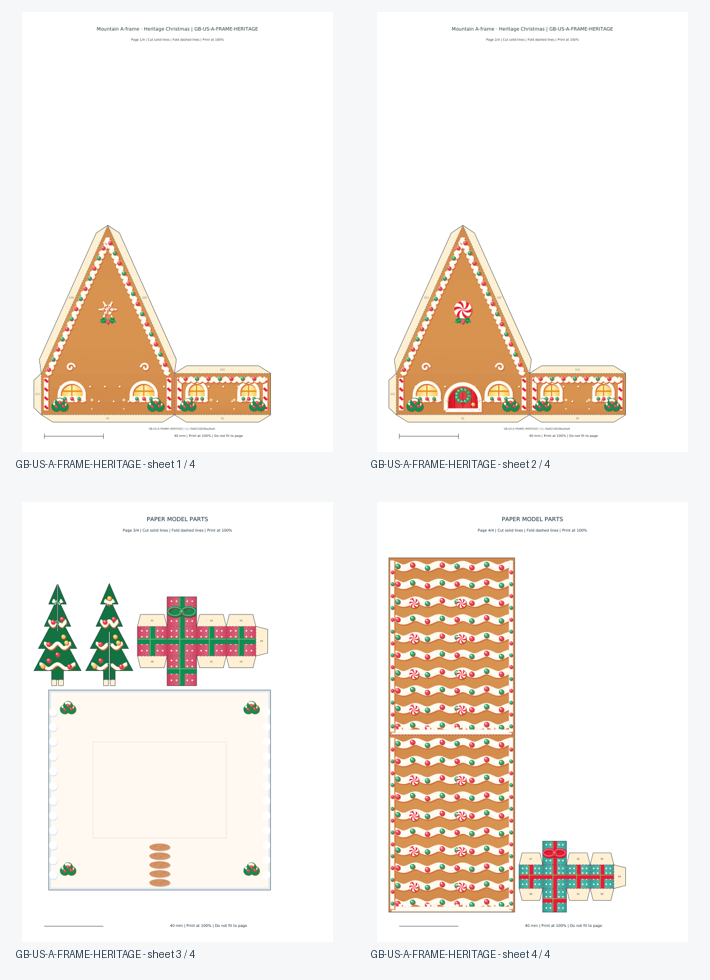 Mountain A-frame · Heritage Christmas | GB-US-A-FRAME-HERITAGE
Page 1/4 | Cut solid lines | Fold dashed lines | Print at 100%
40 mm | Print at 100% | Do not fit to page
GB-US-A-FRAME-HERITAGE - sheet 1 / 4
Mountain A-frame · Heritage Christmas | GB-US-A-FRAME-HERITAGE
Page 2/4 | Cut solid lines | Fold dashed lines | Print at 100%
40 mm | Print at 100% | Do not fit to page
GB-US-A-FRAME-HERITAGE - sheet 2 / 4
PAPER MODEL PARTS
Page 3/4 | Cut solid lines | Fold dashed lines | Print at 100%
40 mm | Print at 100% | Do not fit to page
GB-US-A-FRAME-HERITAGE - sheet 3 / 4
PAPER MODEL PARTS
Page 4/4 | Cut solid lines | Fold dashed lines | Print at 100%
40 mm | Print at 100% | Do not fit to page
GB-US-A-FRAME-HERITAGE - sheet 4 / 4